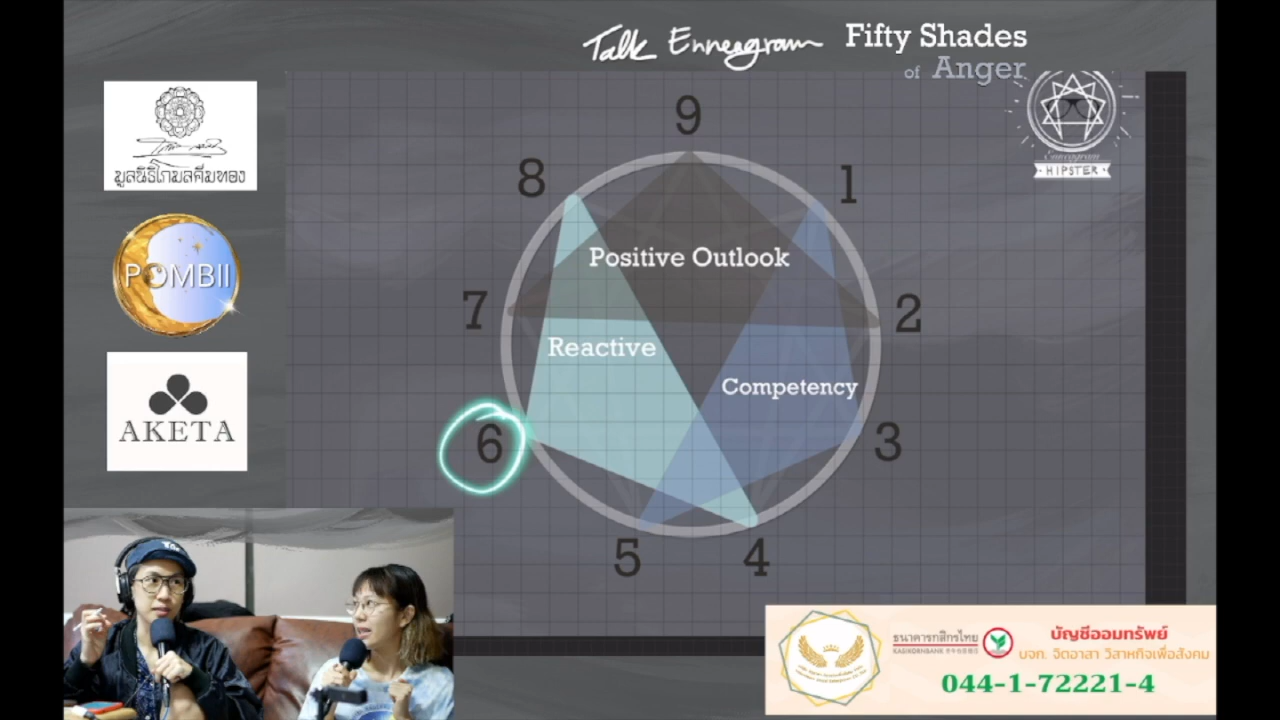 Talk Enneagram
Fifty Shades
of Anger
Enneagram
HIPSTER
มูลนิธิโกมลคีมทอง
POMBII
AKETA
9
8
1
Positive Outlook
7
2
Reactive
Competency
6
3
5
4
ธนาคารกสิกรไทย
KASIKORNBANK
บัญชีออมทรัพย์
บจก. จิตอาสา วิสาหกิจเพื่อสังคม
044-1-72221-4